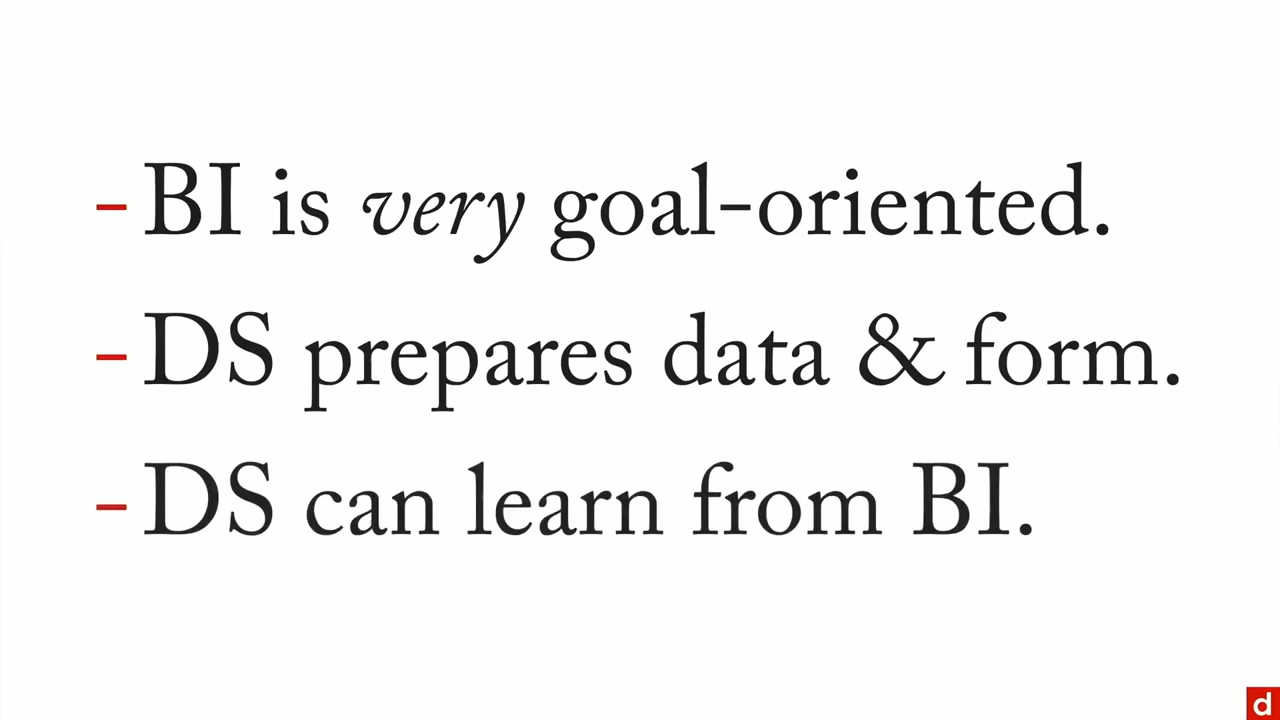 - BI is very goal-oriented.
- DS prepares data & form.
- DS can learn from BI.
d